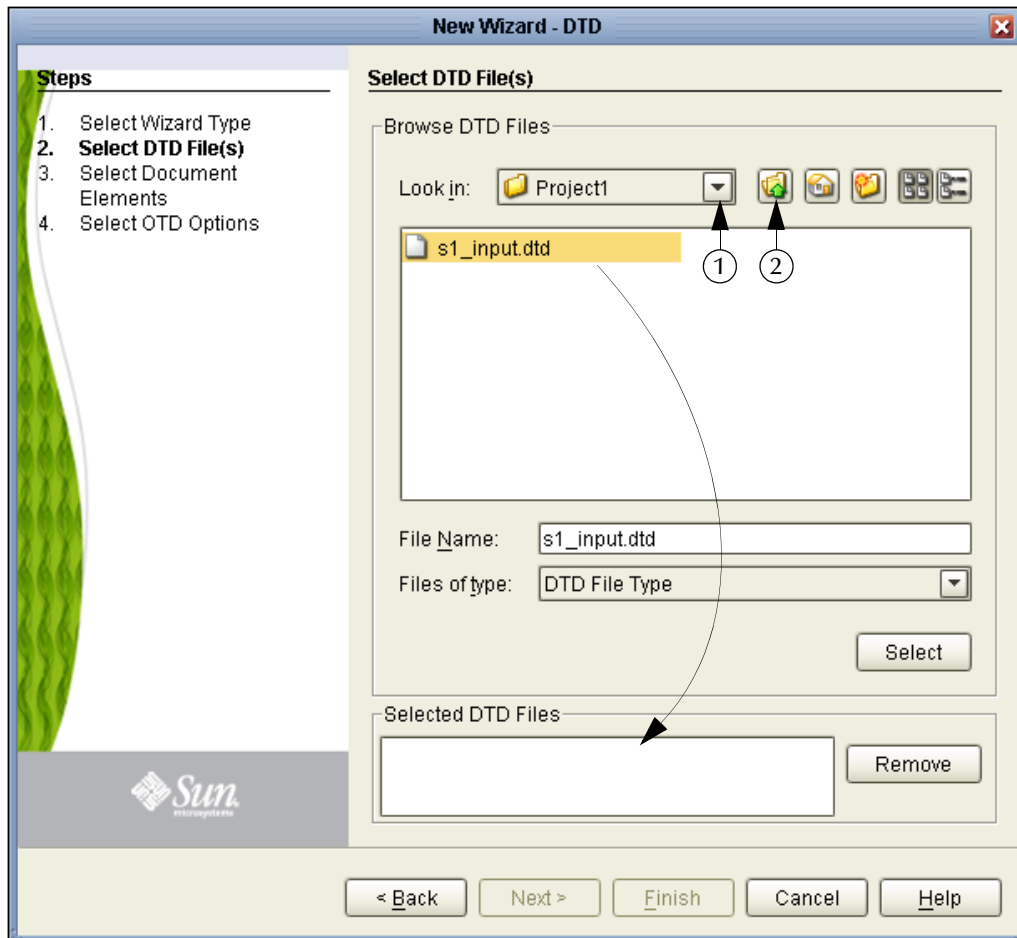 New Wizard - DTD
Steps
1. Select Wizard Type
2. Select DTD File(s)
3. Select Document
Elements
4. Select OTD Options
Sun
microsystems
Select DTD File(s)
Browse DTD Files
Look in:
Project1
s1_input.dtd
1
2
File Name:
s1_input.dtd
Files of type:
DTD File Type
Select
Selected DTD Files
Remove
< Back
Next >
Finish
Cancel
Help